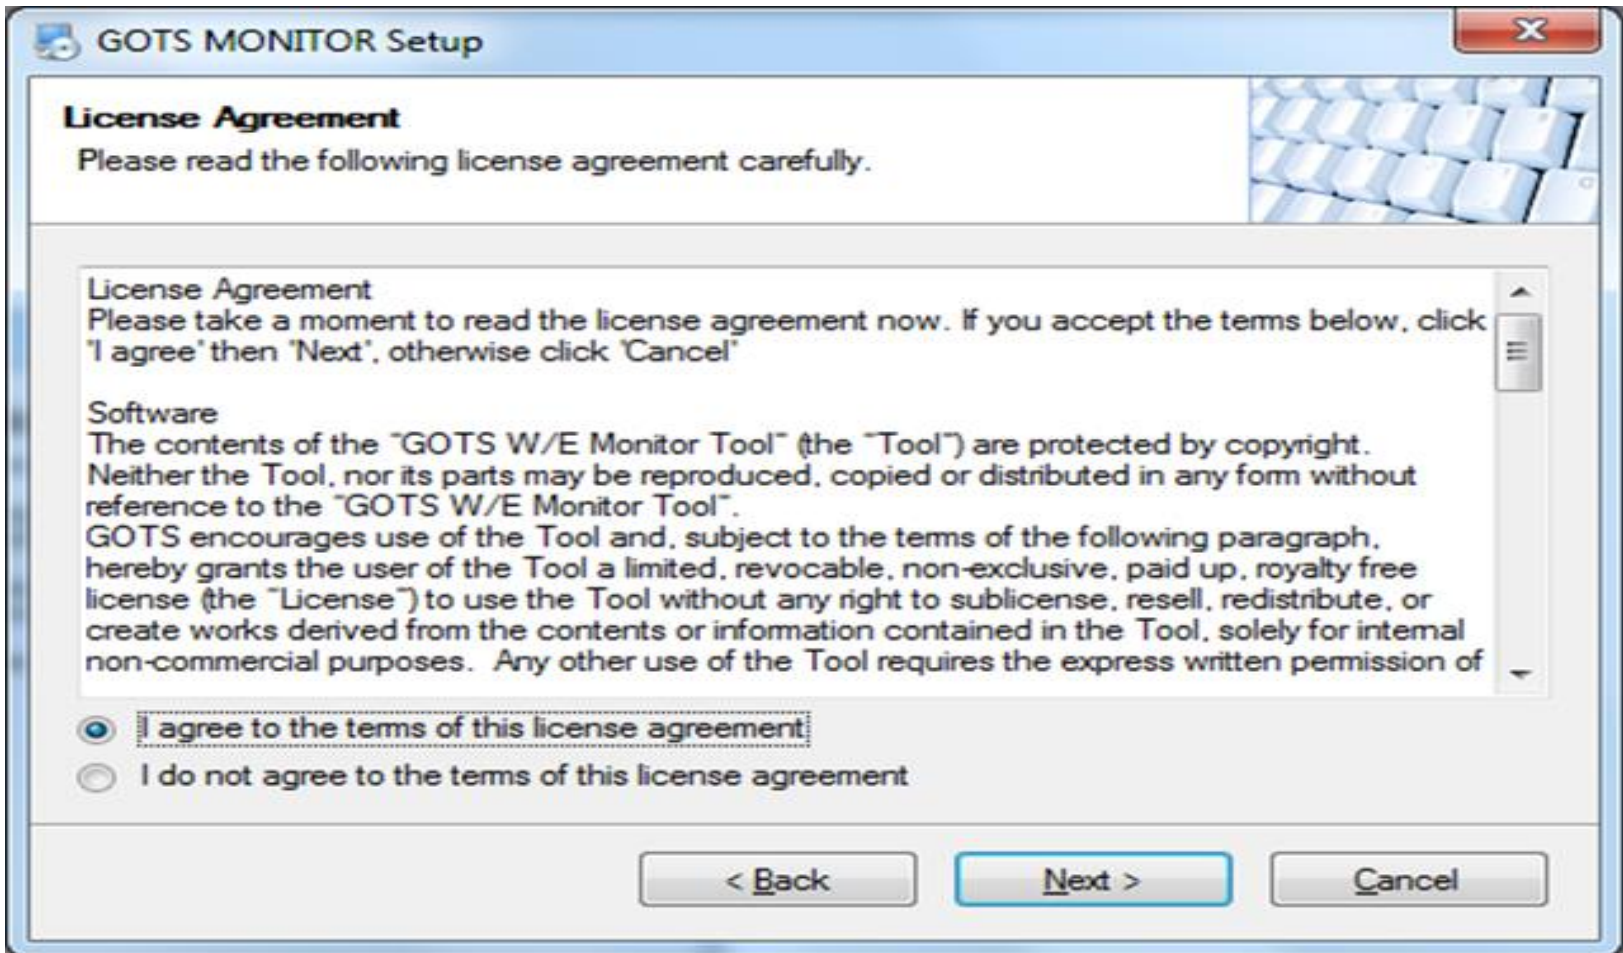 GOTS MONITOR Setup
License Agreement
Please read the following license agreement carefully.
License Agreement
Please take a moment to read the license agreement now. If you accept the terms below, click
'I agree' then 'Next', otherwise click 'Cancel'
Software
The contents of the "GOTS W/E Monitor Tool" (the "Tool") are protected by copyright.
Neither the Tool, nor its parts may be reproduced, copied or distributed in any form without
reference to the "GOTS W/E Monitor Tool".
GOTS encourages use of the Tool and, subject to the terms of the following paragraph,
hereby grants the user of the Tool a limited, revocable, non-exclusive, paid up, royalty free
license (the "License") to use the Tool without any right to sublicense, resell, redistribute, or
create works derived from the contents or information contained in the Tool, solely for internal
non-commercial purposes.  Any other use of the Tool requires the express written permission of
I agree to the terms of this license agreement
I do not agree to the terms of this license agreement
< Back Next > Cancel